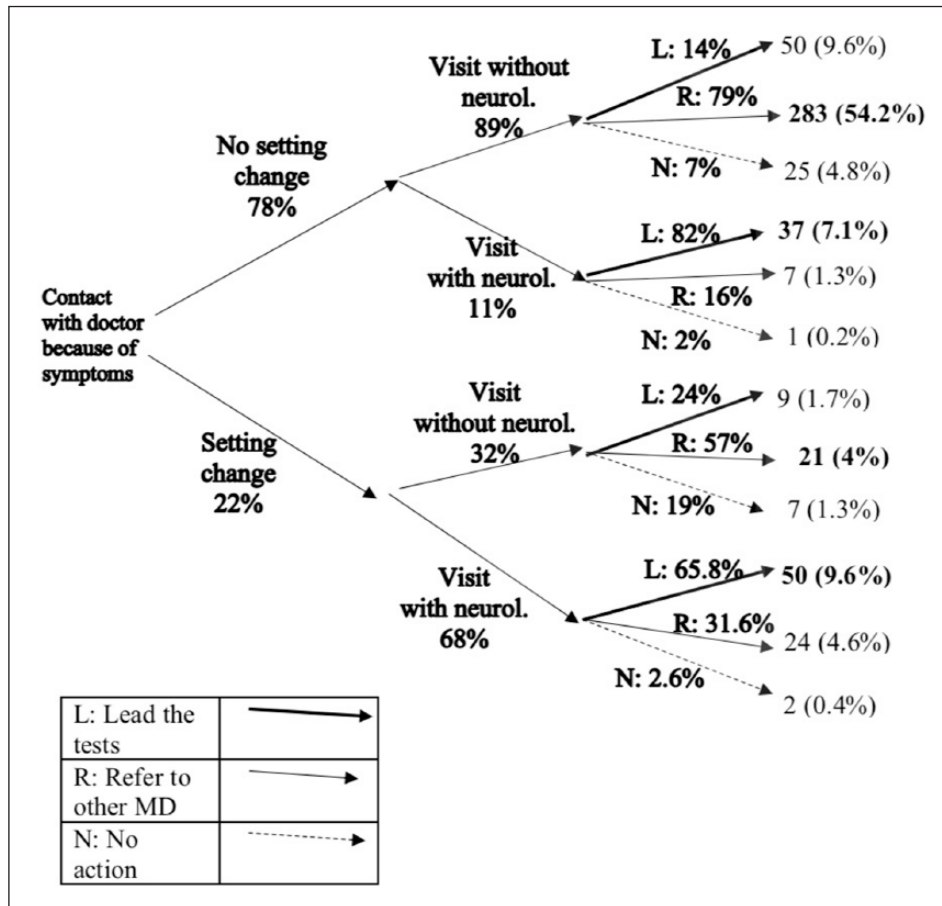 Contact
with doctor
because of
symptoms
No setting
change
78%
Visit without
neurol.
89%
L: 14%
50 (9.6%)
R: 79%
283 (54.2%)
N: 7%
25 (4.8%)
Visit
with neurol.
11%
L: 82%
37 (7.1%)
R: 16%
7 (1.3%)
N: 2%
1 (0.2%)
Setting
change
22%
Visit
without neurol.
32%
L: 24%
9 (1.7%)
R: 57%
21 (4%)
N: 19%
7 (1.3%)
Visit
with neurol.
68%
L: 65.8%
50 (9.6%)
R: 31.6%
24 (4.6%)
N: 2.6%
2 (0.4%)
L: Lead the
tests
R: Refer to
other MD
N: No
action